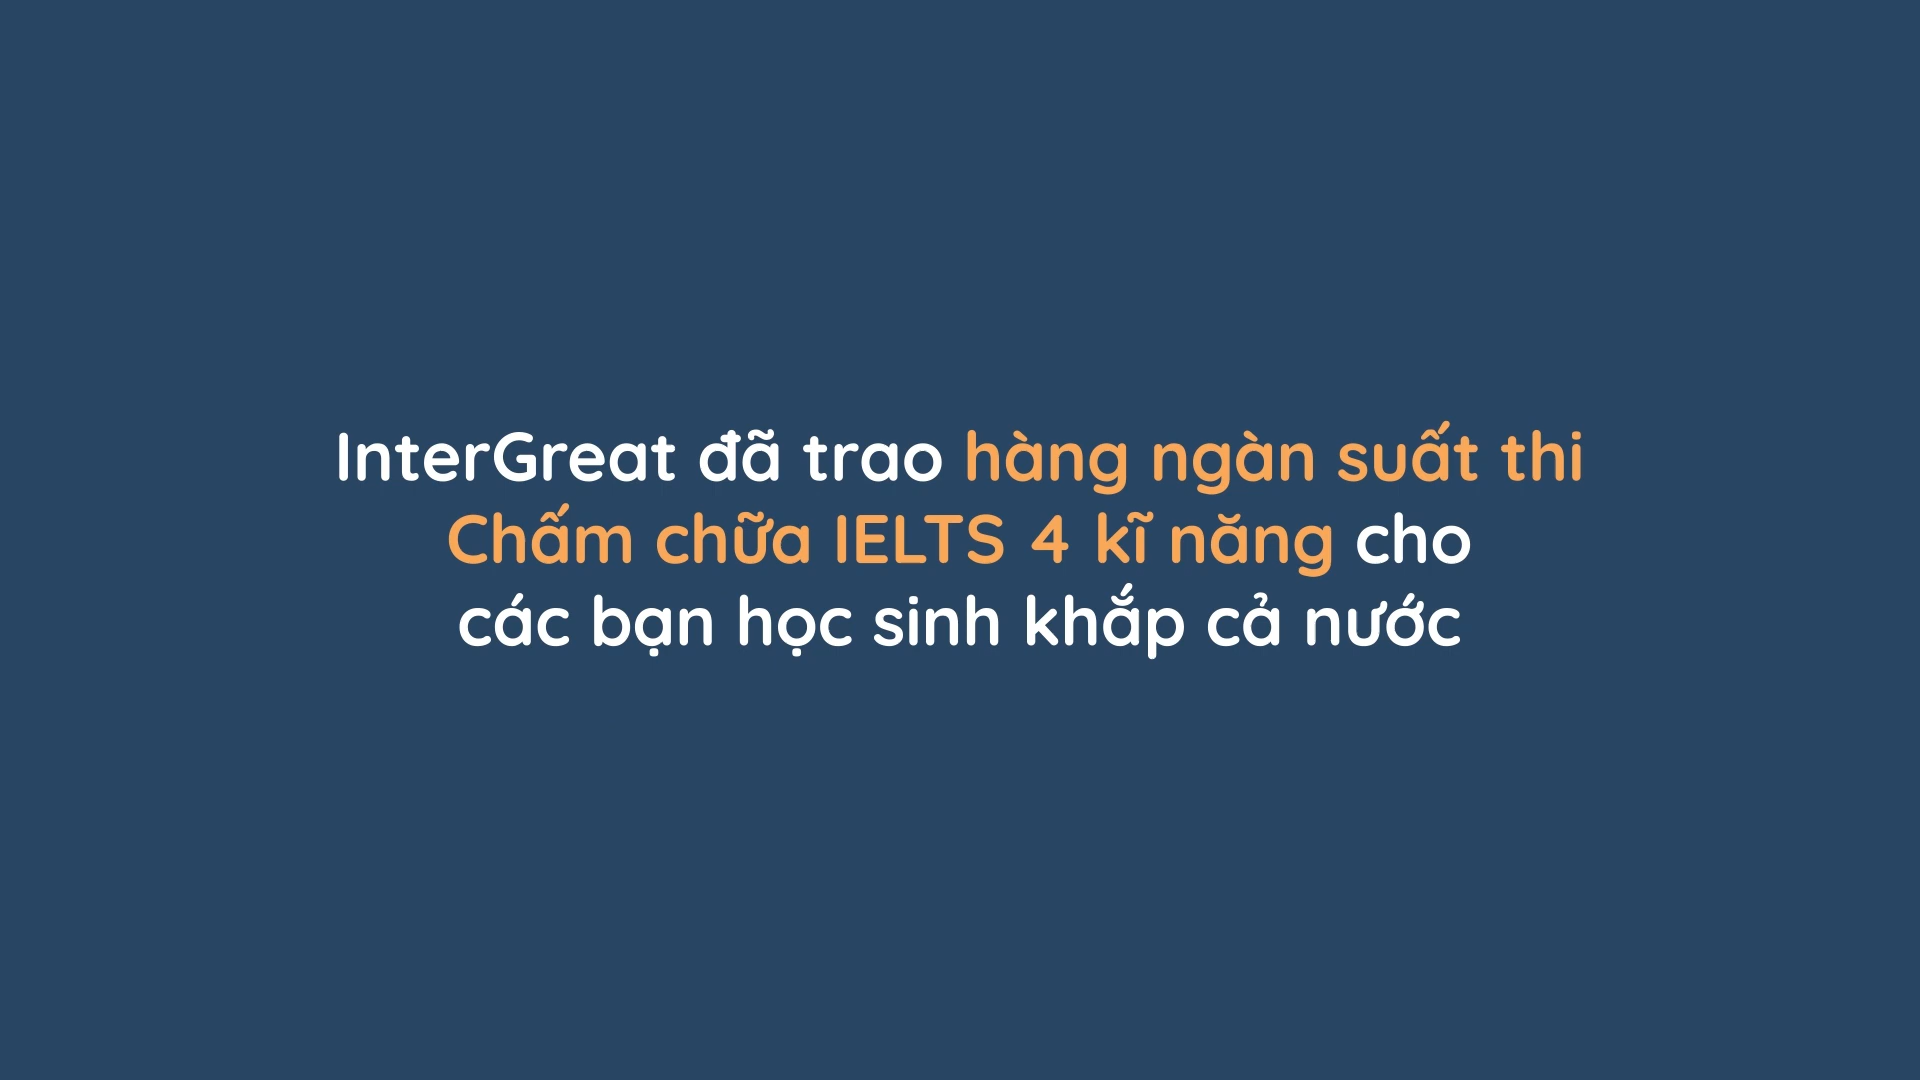 InterGreat đã trao hàng ngàn suất thi
Chấm chữa IELTS 4 kĩ năng cho
các bạn học sinh khắp cả nước